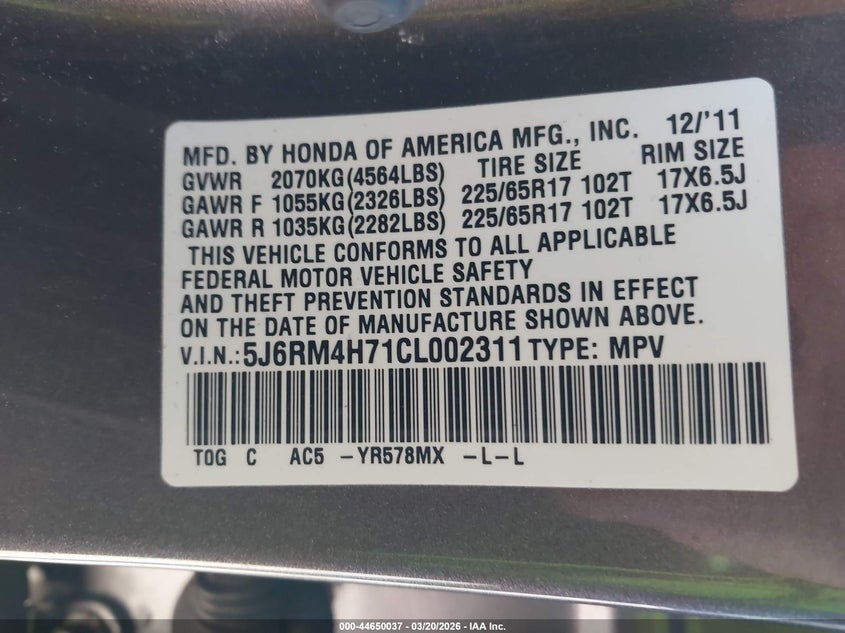 MFD. BY HONDA OF AMERICA MFG., INC. 12/'11
GVWR 2070KG(4564LBS) TIRE SIZE RIM SIZE
GAWR F 1055KG(2326LBS) 225/65R17 102T 17X6.5J
GAWR R 1035KG(2282LBS) 225/65R17 102T 17X6.5J
THIS VEHICLE CONFORMS TO ALL APPLICABLE
FEDERAL MOTOR VEHICLE SAFETY
AND THEFT PREVENTION STANDARDS IN EFFECT
ON THE DATE OF MANUFACTURE SHOWN ABOVE.
V.I.N.: 5J6RM4H71CL002311 TYPE: MPV
TOG C AC5 -YR578MX -L-L
000-44650037 - 03/20/2026 - IAA Inc.